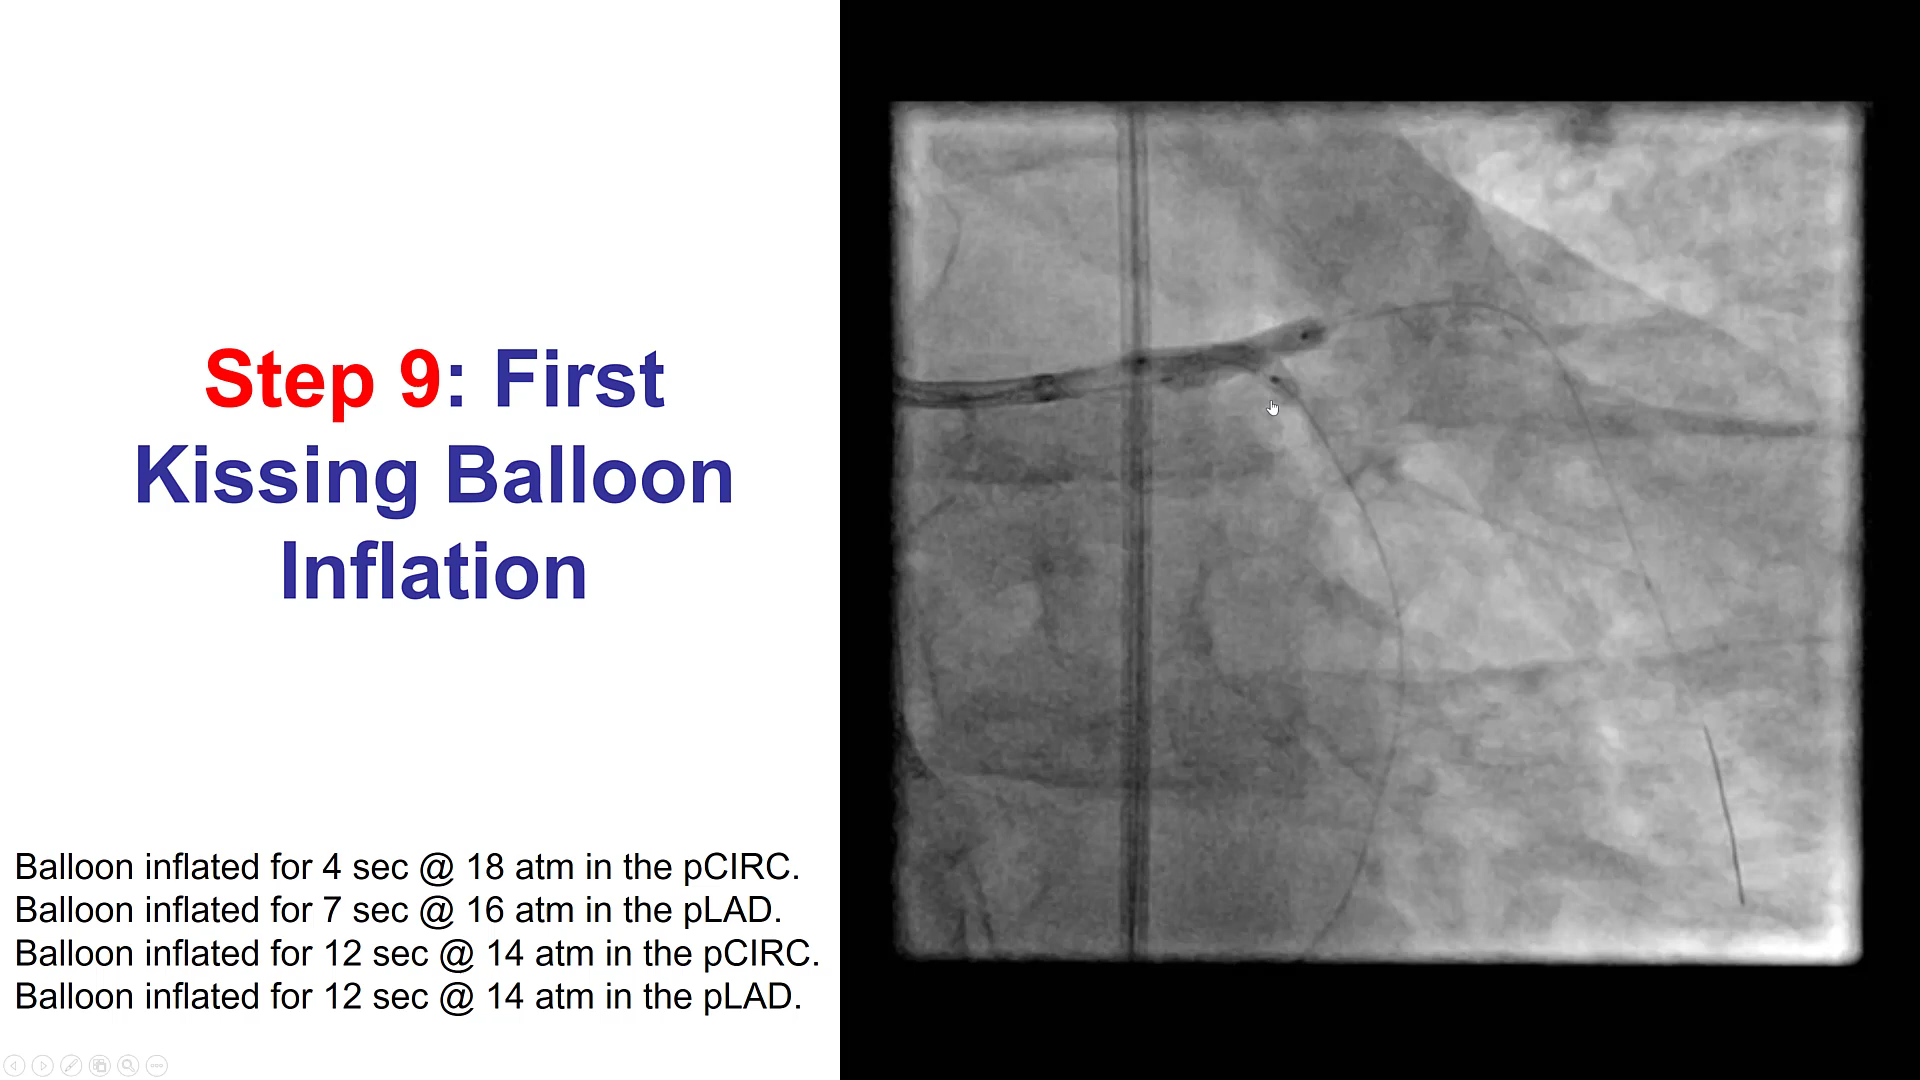 Step 9: First
Kissing Balloon
Inflation
Balloon inflated for 4 sec @ 18 atm in the pCIRC.
Balloon inflated for 7 sec @ 16 atm in the pLAD.
Balloon inflated for 12 sec @ 14 atm in the pCIRC.
Balloon inflated for 12 sec @ 14 atm in the pLAD.